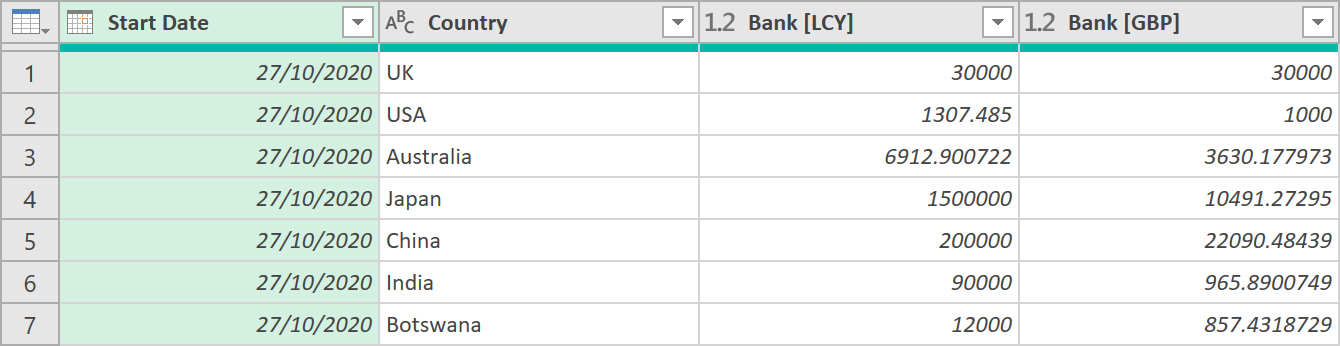 Start Date ABC Country 1.2 Bank [LCY] 1.2 Bank [GBP]
1 27/10/2020 UK 30000 30000
2 27/10/2020 USA 1307.485 1000
3 27/10/2020 Australia 6912.900722 3630.177973
4 27/10/2020 Japan 1500000 10491.27295
5 27/10/2020 China 200000 22090.48439
6 27/10/2020 India 90000 965.8900749
7 27/10/2020 Botswana 12000 857.4318729